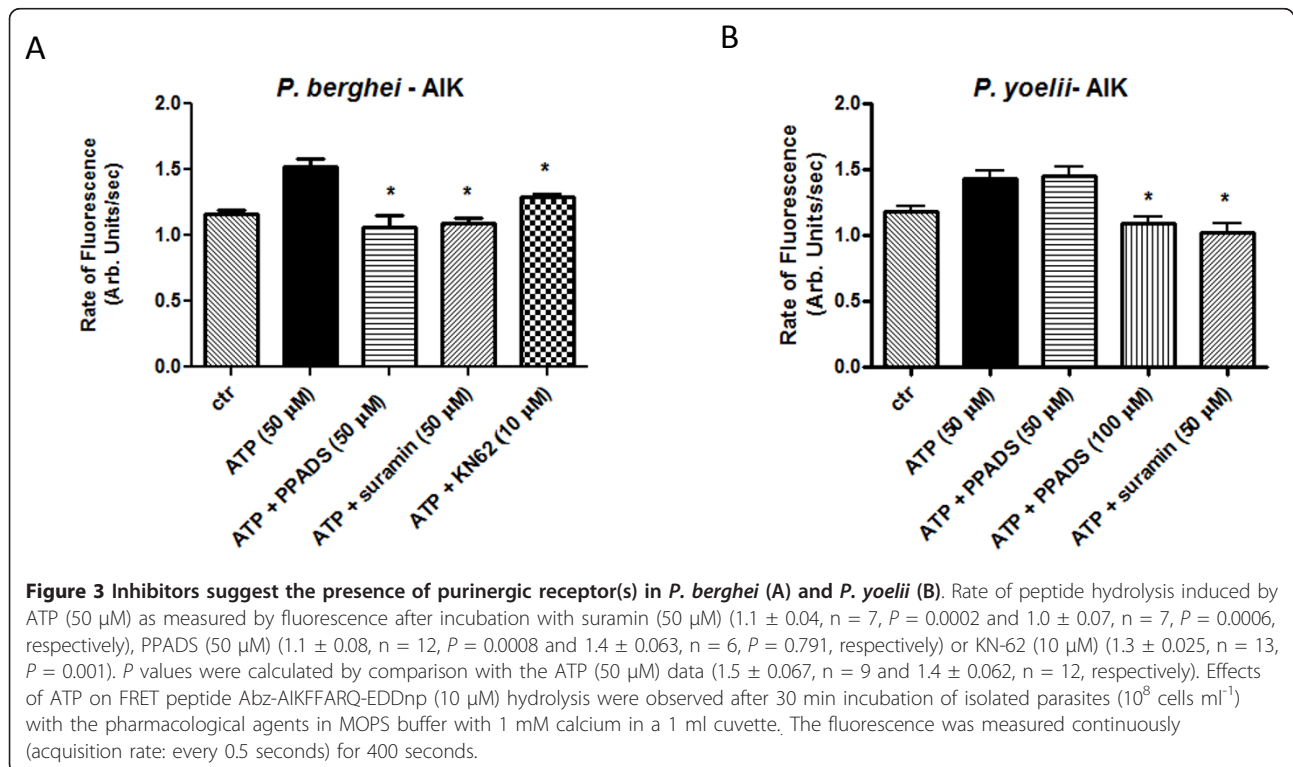 A
P. berghei - AIK
Rate of Fluorescence
(Arb. Units/sec)
2.0
1.5
1.0
0.5
0.0
*
*
*
ctr
ATP (50 µM)
ATP + PPADS (50 µM)
ATP + suramin (50 µM)
ATP + KN62 (10 µM)
B
P. yoelii- AIK
Rate of Fluorescence
(Arb. Units/sec)
2.0
1.5
1.0
0.5
0.0
*
*
ctr
ATP (50 µM)
ATP + PPADS (50 µM)
ATP + PPADS (100 µM)
ATP + suramin (50 µM)
Figure 3 Inhibitors suggest the presence of purinergic receptor(s) in P. berghei (A) and P. yoelii (B). Rate of peptide hydrolysis induced by
ATP (50 µM) as measured by fluorescence after incubation with suramin (50 µM) (1.1 ± 0.04, n = 7, P = 0.0002 and 1.0 ± 0.07, n = 7, P = 0.0006,
respectively), PPADS (50 µM) (1.1 ± 0.08, n = 12, P = 0.0008 and 1.4 ± 0.063, n = 6, P = 0.791, respectively) or KN-62 (10 µM) (1.3 ± 0.025, n = 13,
P = 0.001). P values were calculated by comparison with the ATP (50 µM) data (1.5 ± 0.067, n = 9 and 1.4 ± 0.062, n = 12, respectively). Effects
of ATP on FRET peptide Abz-AIKFFARQ-EDDnp (10 µM) hydrolysis were observed after 30 min incubation of isolated parasites (10⁸ cells ml⁻¹)
with the pharmacological agents in MOPS buffer with 1 mM calcium in a 1 ml cuvette. The fluorescence was measured continuously
(acquisition rate: every 0.5 seconds) for 400 seconds.